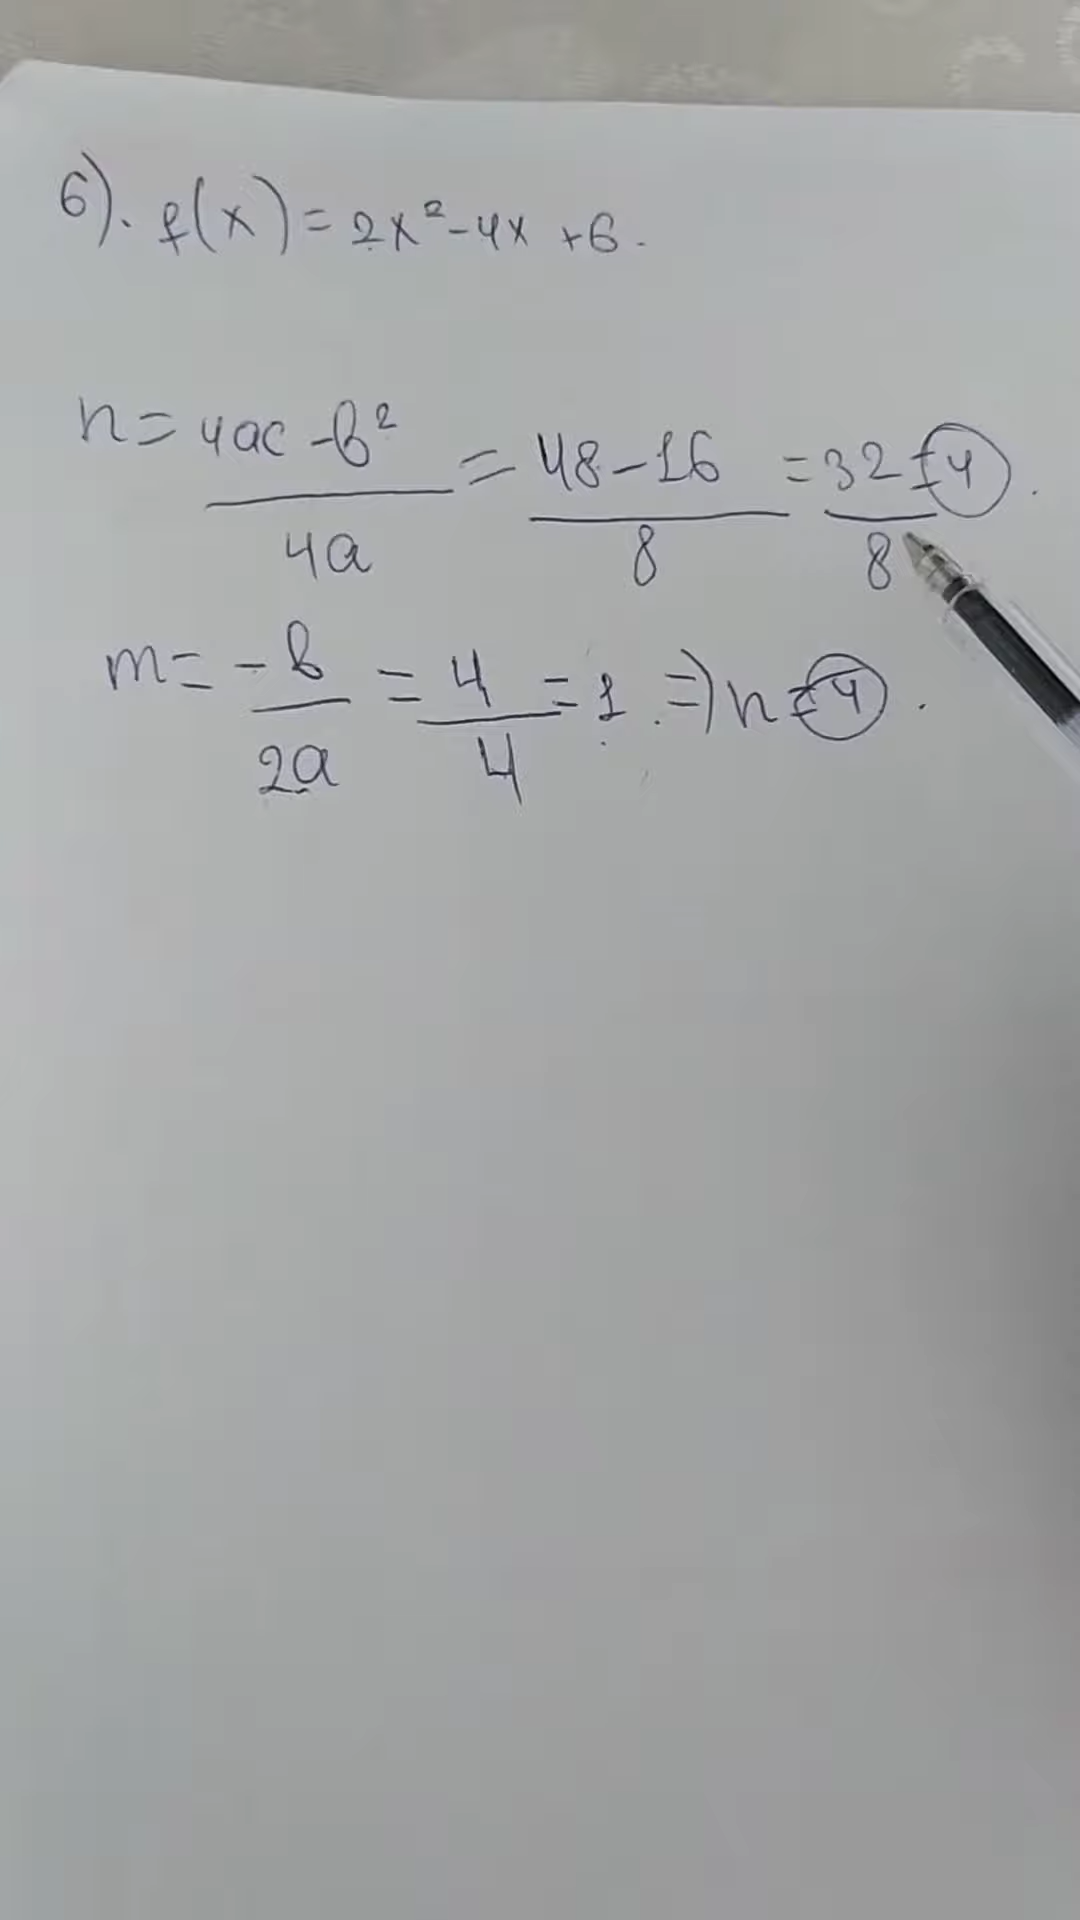 6). f(x) = 2x² - 4x + 6.
n = 4ac - b² / 4a = 48 - 16 / 8 = 32 / 8 = 4.
m = -b / 2a = 4 / 4 = 1. ⇒ n = 4.